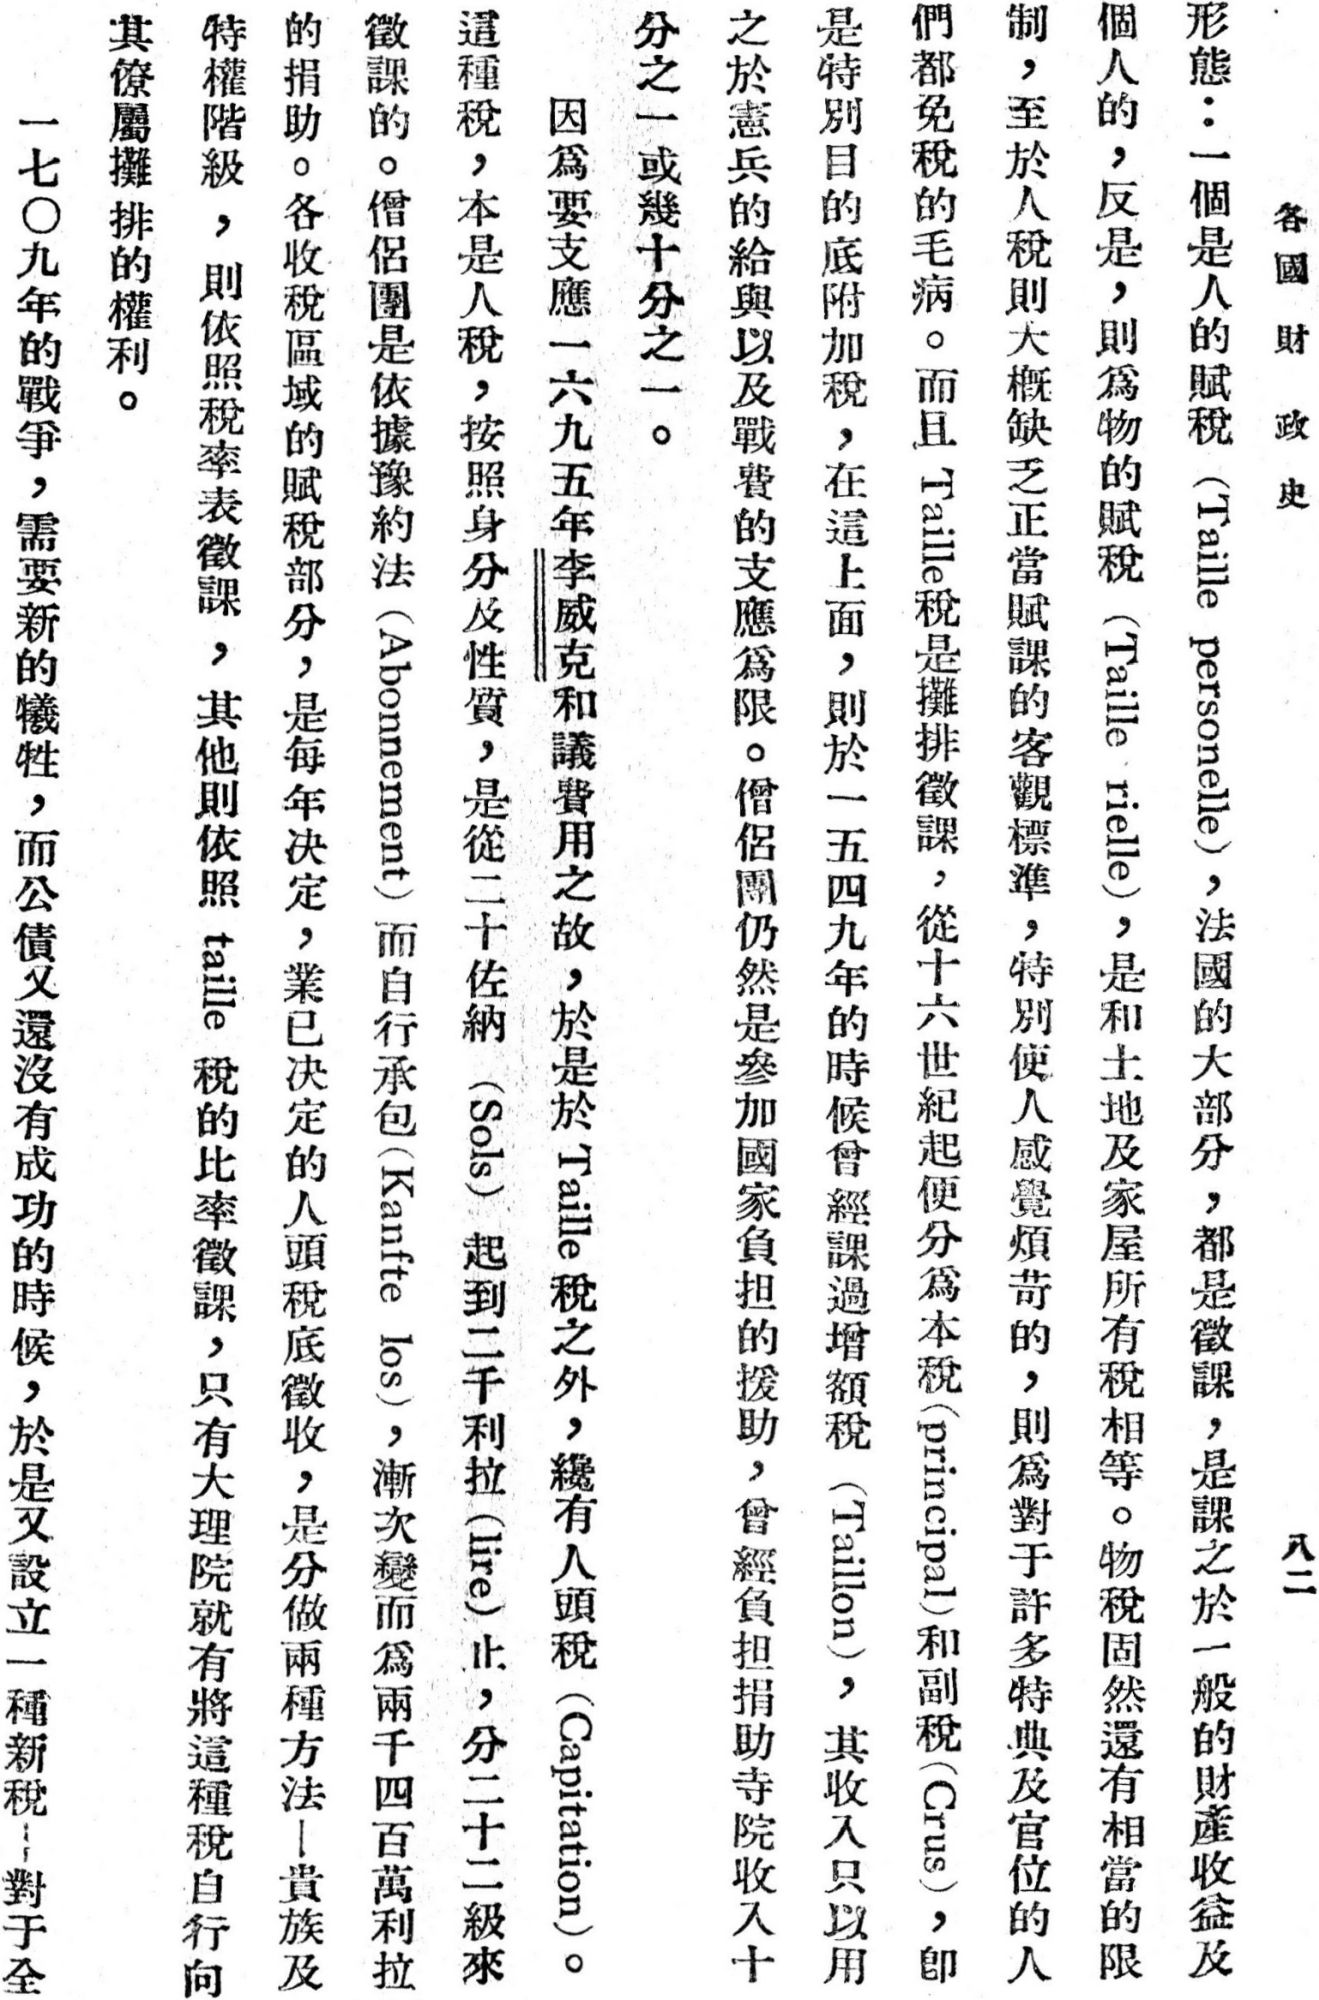 各國財政史
八二
形態：一個是人的賦稅（Taille personelle），法國的大部分，都是徵課，是課之於一般的財產收益及
個人的，反是，則爲物的賦稅（Taille rielle），是和土地及家屋所有稅相等。物稅固然還有相當的限
制，至於人稅則大槪缺乏正當賦課的客觀標準，特別使人感覺煩苛的，則爲對于許多特典及官位的人
們都免稅的毛病。而且 Taille稅是攤排徵課，從十六世紀起便分爲本稅（principal）和副稅（Crus），卽
是特別目的底附加稅，在這上面，則於一五四九年的時候曾經課過增額稅（Taillon），其收入只以用
之於憲兵的給與以及戰費的支應爲限。僧侶團仍然是參加國家負担的援助，曾經負担捐助寺院收入十
分之一或幾十分之一。
因爲要支應一六九五年李威克和議費用之故，於是於 Taille 稅之外，纔有人頭稅（Capitation）。
這種稅，本是人稅，按照身分及性質，是從二十佐納（Sols）起到二千利拉（lire）止，分二十二級來
徵課的。僧侶團是依據豫約法（Abonnement）而自行承包（Kanfte los），漸次變而爲兩千四百萬利拉
的捐助。各收稅區域的賦稅部分，是每年决定，業已决定的人頭稅底徵收，是分做兩種方法—貴族及
特權階級，則依照稅率表徵課，其他則依照 taille 稅的比率徵課，只有大理院就有將這種稅自行向
其僚屬攤排的權利。
一七〇九年的戰爭，需要新的犧牲，而公債又還沒有成功的時候，於是又設立一種新稅—對于全